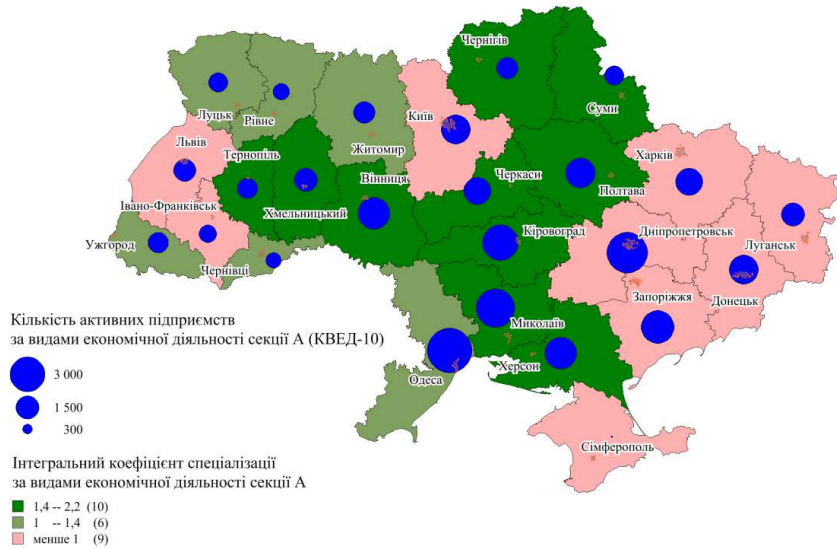 Чернігів
Суми
Луцьк
Рівне
Київ
Житомир
Львів
Тернопіль
Харків
Черкаси
Вінниця
Полтава
Івано-Франківськ
Хмельницький
Кіровоград
Дніпропетровськ
Ужгород
Луганськ
Чернівці
Запоріжжя
Донецьк
Миколаїв
Херсон
Одеса
Сімферополь
Кількість активних підприємств
за видами економічної діяльності секції А (КВЕД-10)
3 000
1 500
300
Інтегральний коефіцієнт спеціалізації
за видами економічної діяльності секції А
1,4 -- 2,2 (10)
1 -- 1,4 (6)
менше 1 (9)